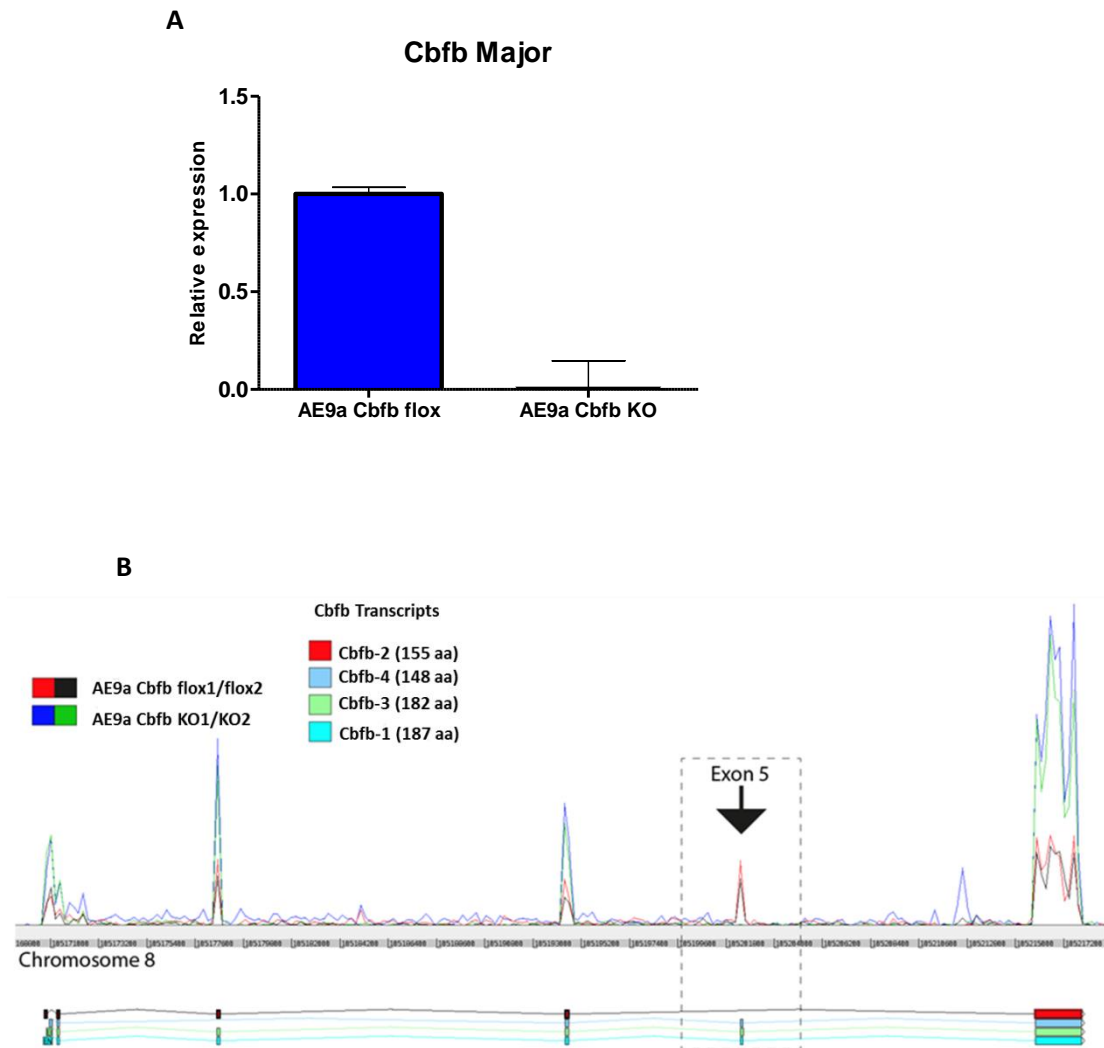 A
Cbfb Major
1.5
1.0
0.5
0.0
Relative expression
AE9a Cbfb flox
AE9a Cbfb KO
B
Cbfb Transcripts
Cbfb-2 (155 aa)
Cbfb-4 (148 aa)
Cbfb-3 (182 aa)
Cbfb-1 (187 aa)
AE9a Cbfb flox1/flox2
AE9a Cbfb KO1/KO2
Exon 5
Chromosome 8